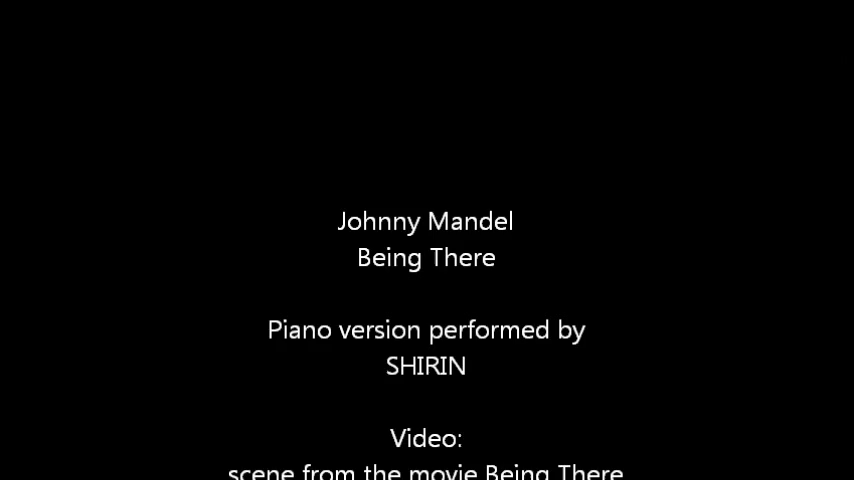 Johnny Mandel
Being There
Piano version performed by
SHIRIN
Video:
scene from the movie Being There